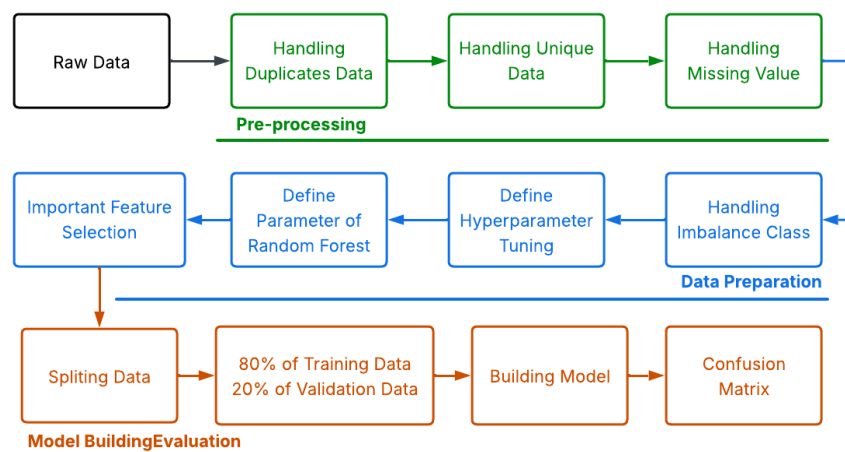 Raw Data
Handling
Duplicates Data
Handling Unique
Data
Handling
Missing Value
Pre-processing
Important Feature
Selection
Define
Parameter of
Random Forest
Define
Hyperparameter
Tuning
Handling
Imbalance Class
Data Preparation
Spliting Data
80% of Training Data
20% of Validation Data
Building Model
Confusion
Matrix
Model BuildingEvaluation